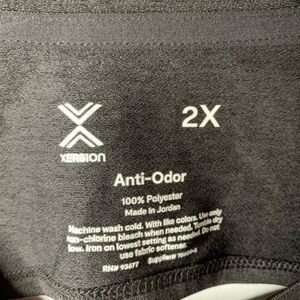 2X
XERSION
Anti-Odor
100% Polyester
Made in Jordan
Machine wash cold. With like colors. Use only
non-chlorine bleach when needed. Tumble dry
low. Iron on lowest setting as needed. Do not
use fabric softener.
RN# 93677 Supplier#